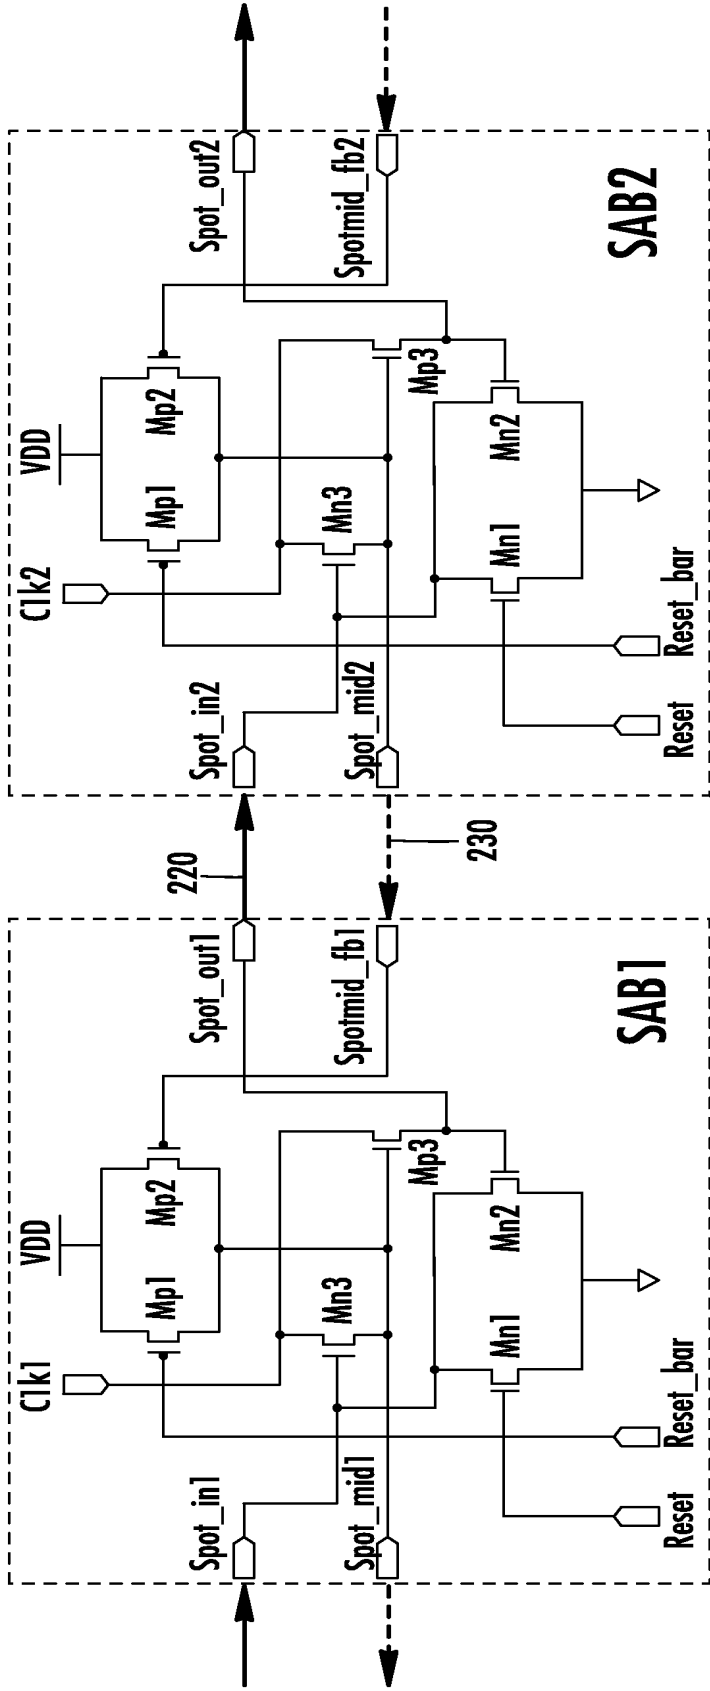 Spot_in1
Spot_mid1
Clk1
VDD
Mp1
Mp2
Mn3
Mp3
Mn1
Mn2
Reset
Reset_bar
Spot_out1
Spotmid_fb1
SAB1
220
230
Spot_in2
Spot_mid2
Clk2
VDD
Mp1
Mp2
Mn3
Mp3
Mn1
Mn2
Reset
Reset_bar
Spot_out2
Spotmid_fb2
SAB2